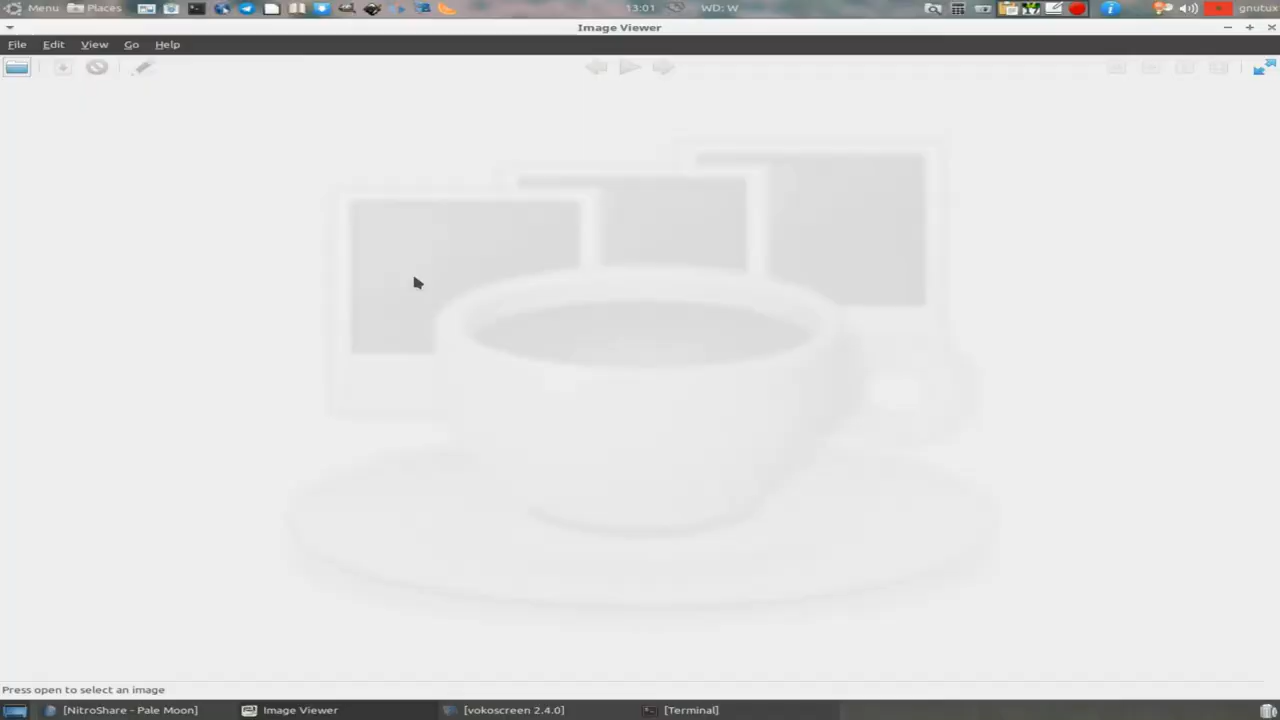 Menu Places 13:01 WD: W gnutux
Image Viewer
File Edit View Go Help
Press open to select an image
[NitroShare - Pale Moon] Image Viewer [vokoscreen 2.4.0] [Terminal]